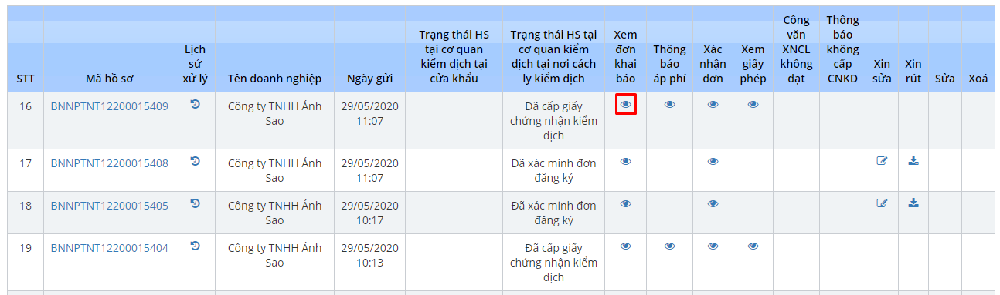 STT
Mã hồ sơ
Lịch
sử
xử lý
Tên doanh nghiệp
Ngày gửi
Trạng thái HS
tại cơ quan
kiểm dịch tại
cửa khẩu
Trạng thái HS tại
cơ quan kiểm
dịch tại nơi cách
ly kiểm dịch
Xem
đơn
khai
báo
Thông
báo
áp phí
Xác
nhận
đơn
Xem
giấy
phép
Công
văn
XNCL
không
đạt
Thông
báo
không
cấp
CNKD
Xin
sửa
Xin
rút
Sửa
Xoá
16
BNNPTNT12200015409
Công ty TNHH Ánh
Sao
29/05/2020
11:07
Đã cấp giấy
chứng nhận kiểm
dịch
17
BNNPTNT12200015408
Công ty TNHH Ánh
Sao
29/05/2020
11:07
Đã xác minh đơn
đăng ký
18
BNNPTNT12200015405
Công ty TNHH Ánh
Sao
29/05/2020
10:17
Đã xác minh đơn
đăng ký
19
BNNPTNT12200015404
Công ty TNHH Ánh
Sao
29/05/2020
10:13
Đã cấp giấy
chứng nhận kiểm
dịch